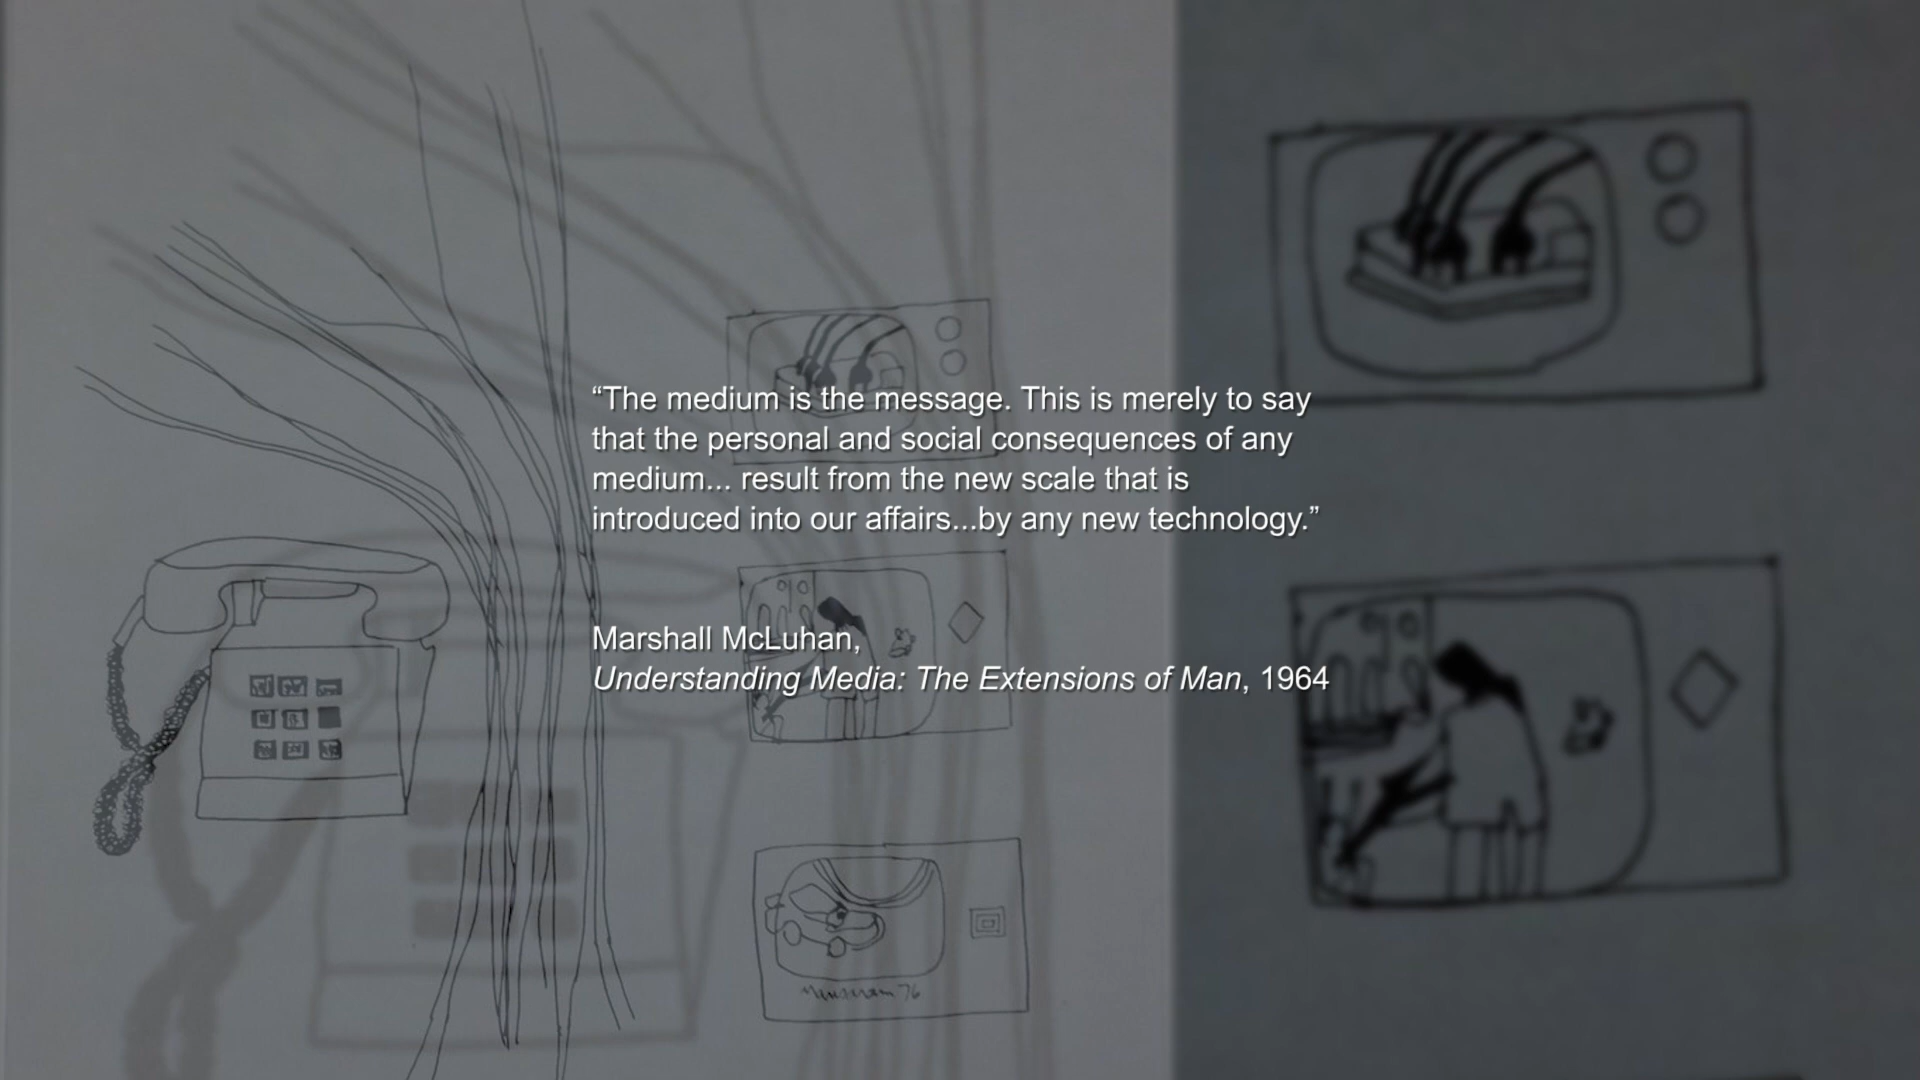 “The medium is the message. This is merely to say
that the personal and social consequences of any
medium... result from the new scale that is
introduced into our affairs...by any new technology.”
Marshall McLuhan,
Understanding Media: The Extensions of Man, 1964
76